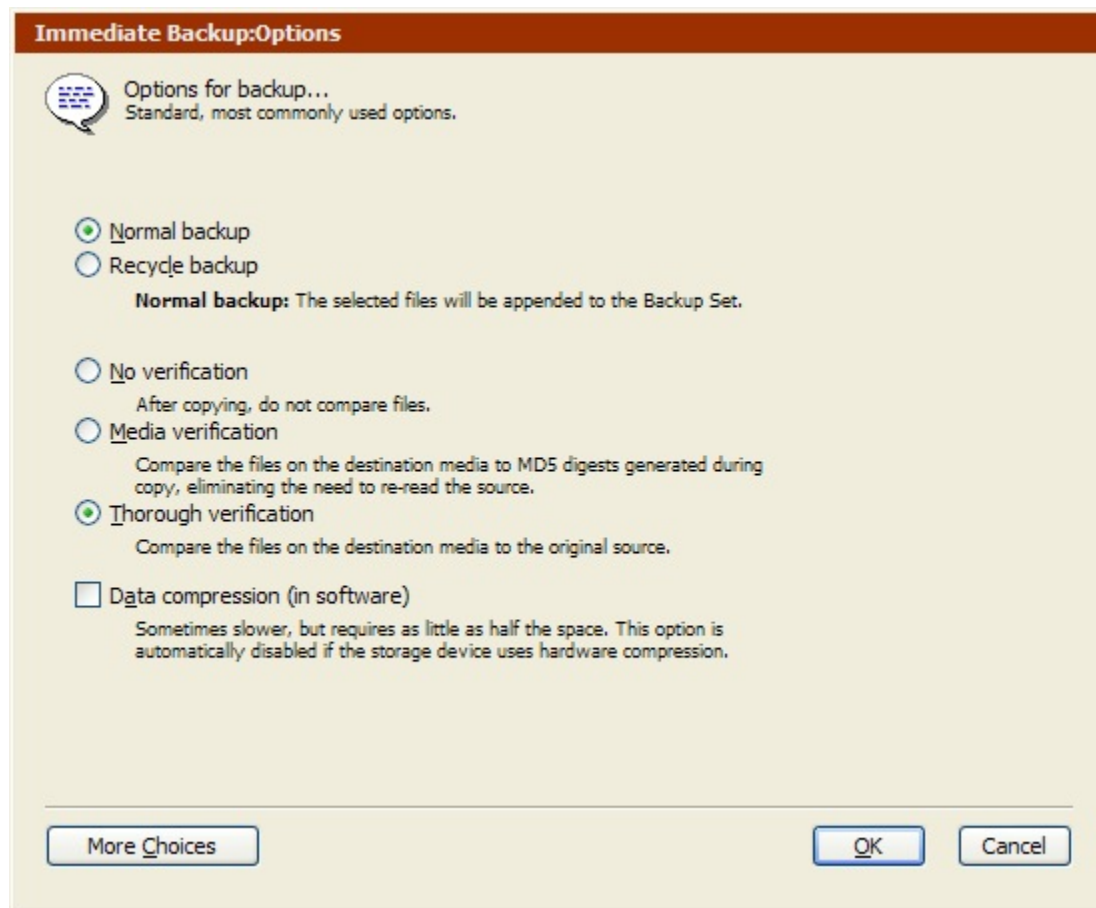 Immediate Backup:Options
Options for backup...
Standard, most commonly used options.
Normal backup
Recycle backup
Normal backup: The selected files will be appended to the Backup Set.
No verification
After copying, do not compare files.
Media verification
Compare the files on the destination media to MD5 digests generated during
copy, eliminating the need to re-read the source.
Thorough verification
Compare the files on the destination media to the original source.
Data compression (in software)
Sometimes slower, but requires as little as half the space. This option is
automatically disabled if the storage device uses hardware compression.
More Choices
OK
Cancel